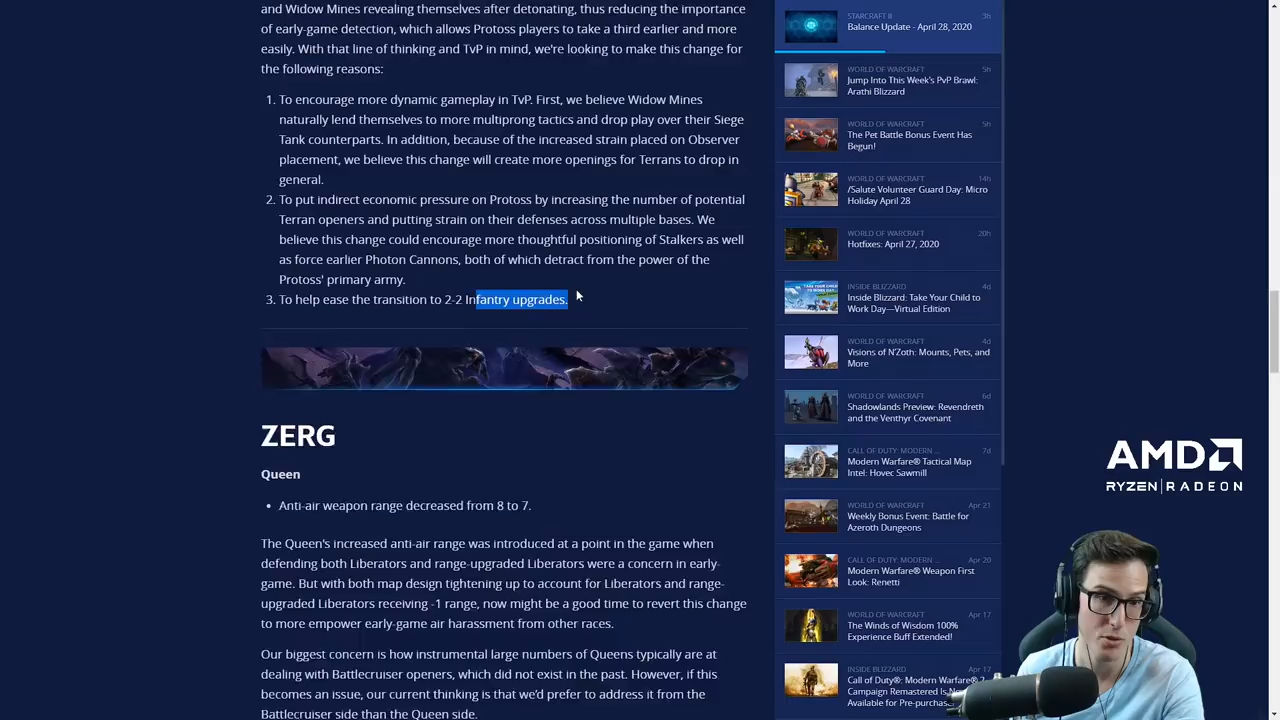 and Widow Mines revealing themselves after detonating, thus reducing the importance
of early-game detection, which allows Protoss players to take a third earlier and more
easily. With that line of thinking and TvP in mind, we're looking to make this change for
the following reasons:
1. To encourage more dynamic gameplay in TvP. First, we believe Widow Mines
naturally lend themselves to more multiprong tactics and drop play over their Siege
Tank counterparts. In addition, because of the increased strain placed on Observer
placement, we believe this change will create more openings for Terrans to drop in
general.
2. To put indirect economic pressure on Protoss by increasing the number of potential
Terran openers and putting strain on their defenses across multiple bases. We
believe this change could encourage more thoughtful positioning of Stalkers as well
as force earlier Photon Cannons, both of which detract from the power of the
Protoss' primary army.
3. To help ease the transition to 2-2 Infantry upgrades.
ZERG
Queen
• Anti-air weapon range decreased from 8 to 7.
The Queen's increased anti-air range was introduced at a point in the game when
defending both Liberators and range-upgraded Liberators were a concern in early-
game. But with both map design tightening up to account for Liberators and range-
upgraded Liberators receiving -1 range, now might be a good time to revert this change
to more empower early-game air harassment from other races.
Our biggest concern is how instrumental large numbers of Queens typically are at
dealing with Battlecruiser openers, which did not exist in the past. However, if this
becomes an issue, our current thinking is that we'd prefer to address it from the
Battlecruiser side than the Queen side.
STARCRAFT II 3h
Balance Update - April 28, 2020
WORLD OF WARCRAFT 5h
Jump Into This Week's PvP Brawl:
Arathi Blizzard
WORLD OF WARCRAFT 5h
The Pet Battle Bonus Event Has
Begun!
WORLD OF WARCRAFT 14h
/Salute Volunteer Guard Day: Micro
Holiday April 28
WORLD OF WARCRAFT 20h
Hotfixes: April 27, 2020
INSIDE BLIZZARD 4d
Inside Blizzard: Take Your Child to
Work Day—Virtual Edition
WORLD OF WARCRAFT 4d
Visions of N'Zoth: Mounts, Pets, and
More
WORLD OF WARCRAFT 6d
Shadowlands Preview: Revendreth
and the Venthyr Covenant
CALL OF DUTY: MODERN ... 7d
Modern Warfare® Tactical Map
Intel: Hovec Sawmill
WORLD OF WARCRAFT Apr 21
Weekly Bonus Event: Battle for
Azeroth Dungeons
CALL OF DUTY: MODERN ... Apr 20
Modern Warfare® Weapon First
Look: Renetti
WORLD OF WARCRAFT Apr 17
The Winds of Wisdom 100%
Experience Buff Extended!
INSIDE BLIZZARD Apr 17
Call of Duty®: Modern Warfare® 2
Campaign Remastered Is
Available for Pre-purchas
AMD
RYZEN | RADEON